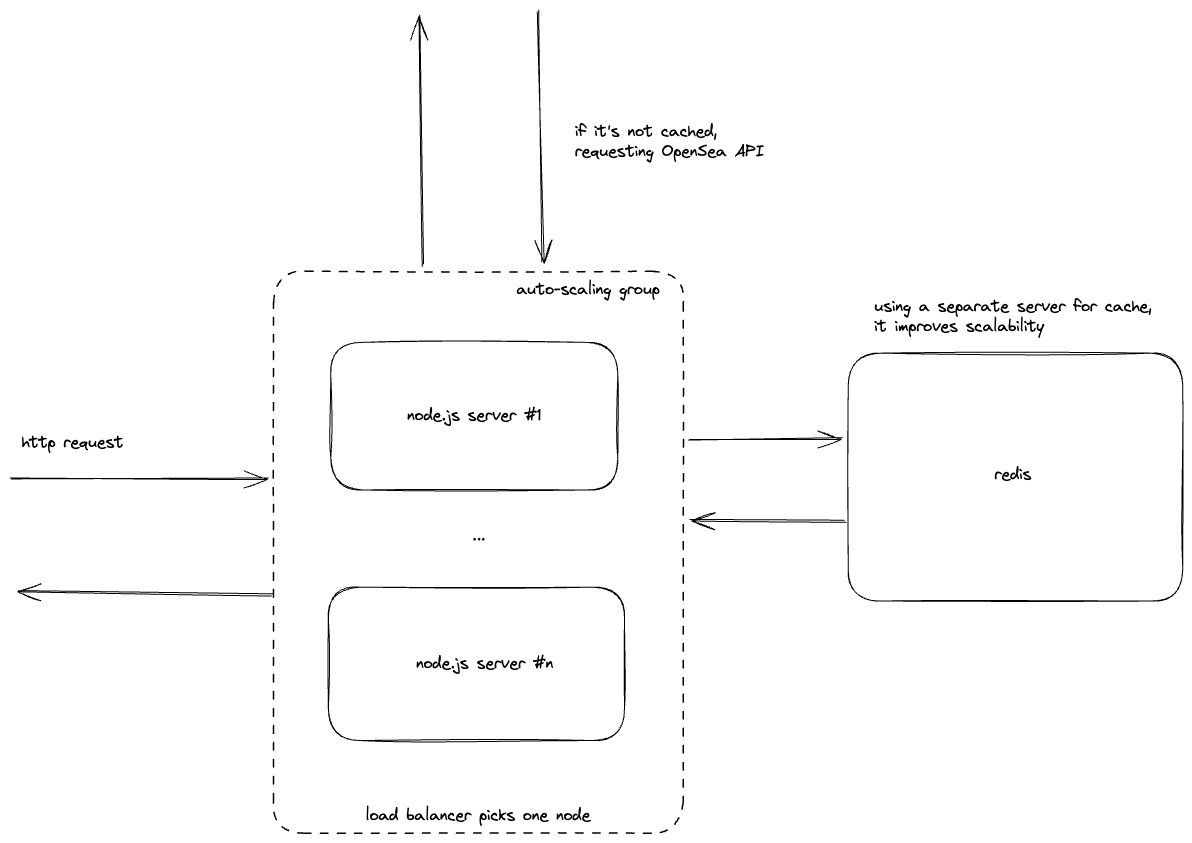 if it's not cached,
requesting OpenSea API
auto-scaling group
using a separate server for cache,
it improves scalability
node.js server #1
http request
redis
...
node.js server #n
load balancer picks one node